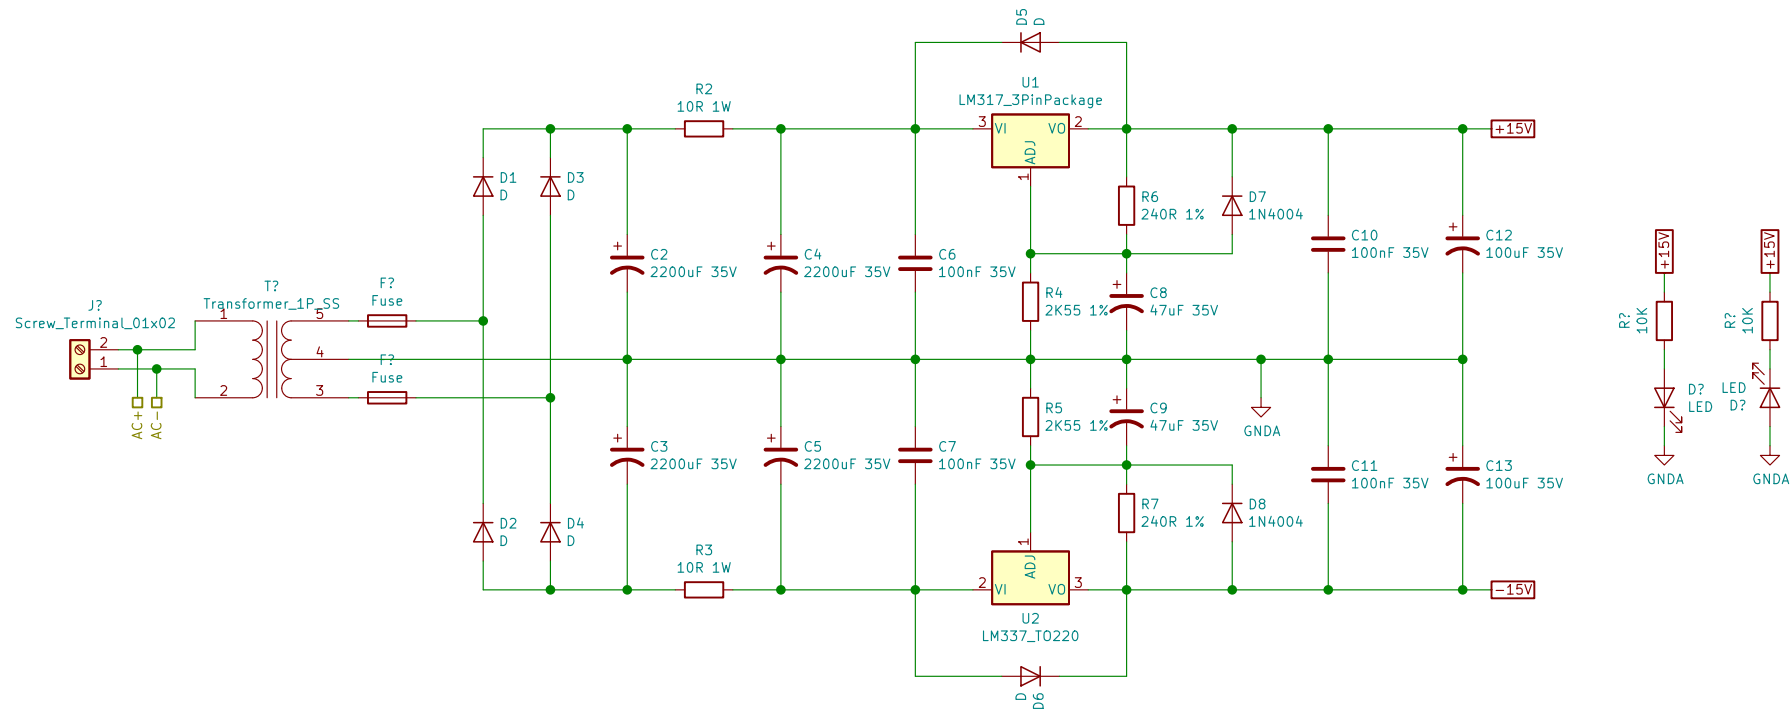 D5
D
U1
LM317_3PinPackage
R2
10R 1W
3
VI
VO
2
ADJ
1
+15V
D1
D
D3
D
R6
240R 1%
D7
1N4004
+
C2
2200uF 35V
+
C4
2200uF 35V
C6
100nF 35V
C10
100nF 35V
+
C12
100uF 35V
+15V
+15V
R4
2K55 1%
+
C8
47uF 35V
T?
Transformer_1P_SS
F?
Fuse
J?
Screw_Terminal_01x02
1
5
2
1
4
2
3
F?
Fuse
AC+
AC-
R?
10K
R?
10K
R5
2K55 1%
+
C9
47uF 35V
GNDA
D?
LED
LED
D?
GNDA
GNDA
+
C3
2200uF 35V
+
C5
2200uF 35V
C7
100nF 35V
C11
100nF 35V
+
C13
100uF 35V
D2
D
D4
D
R7
240R 1%
D8
1N4004
R3
10R 1W
1
ADJ
2
VI
VO
3
-15V
U2
LM337_TO220
D
D6